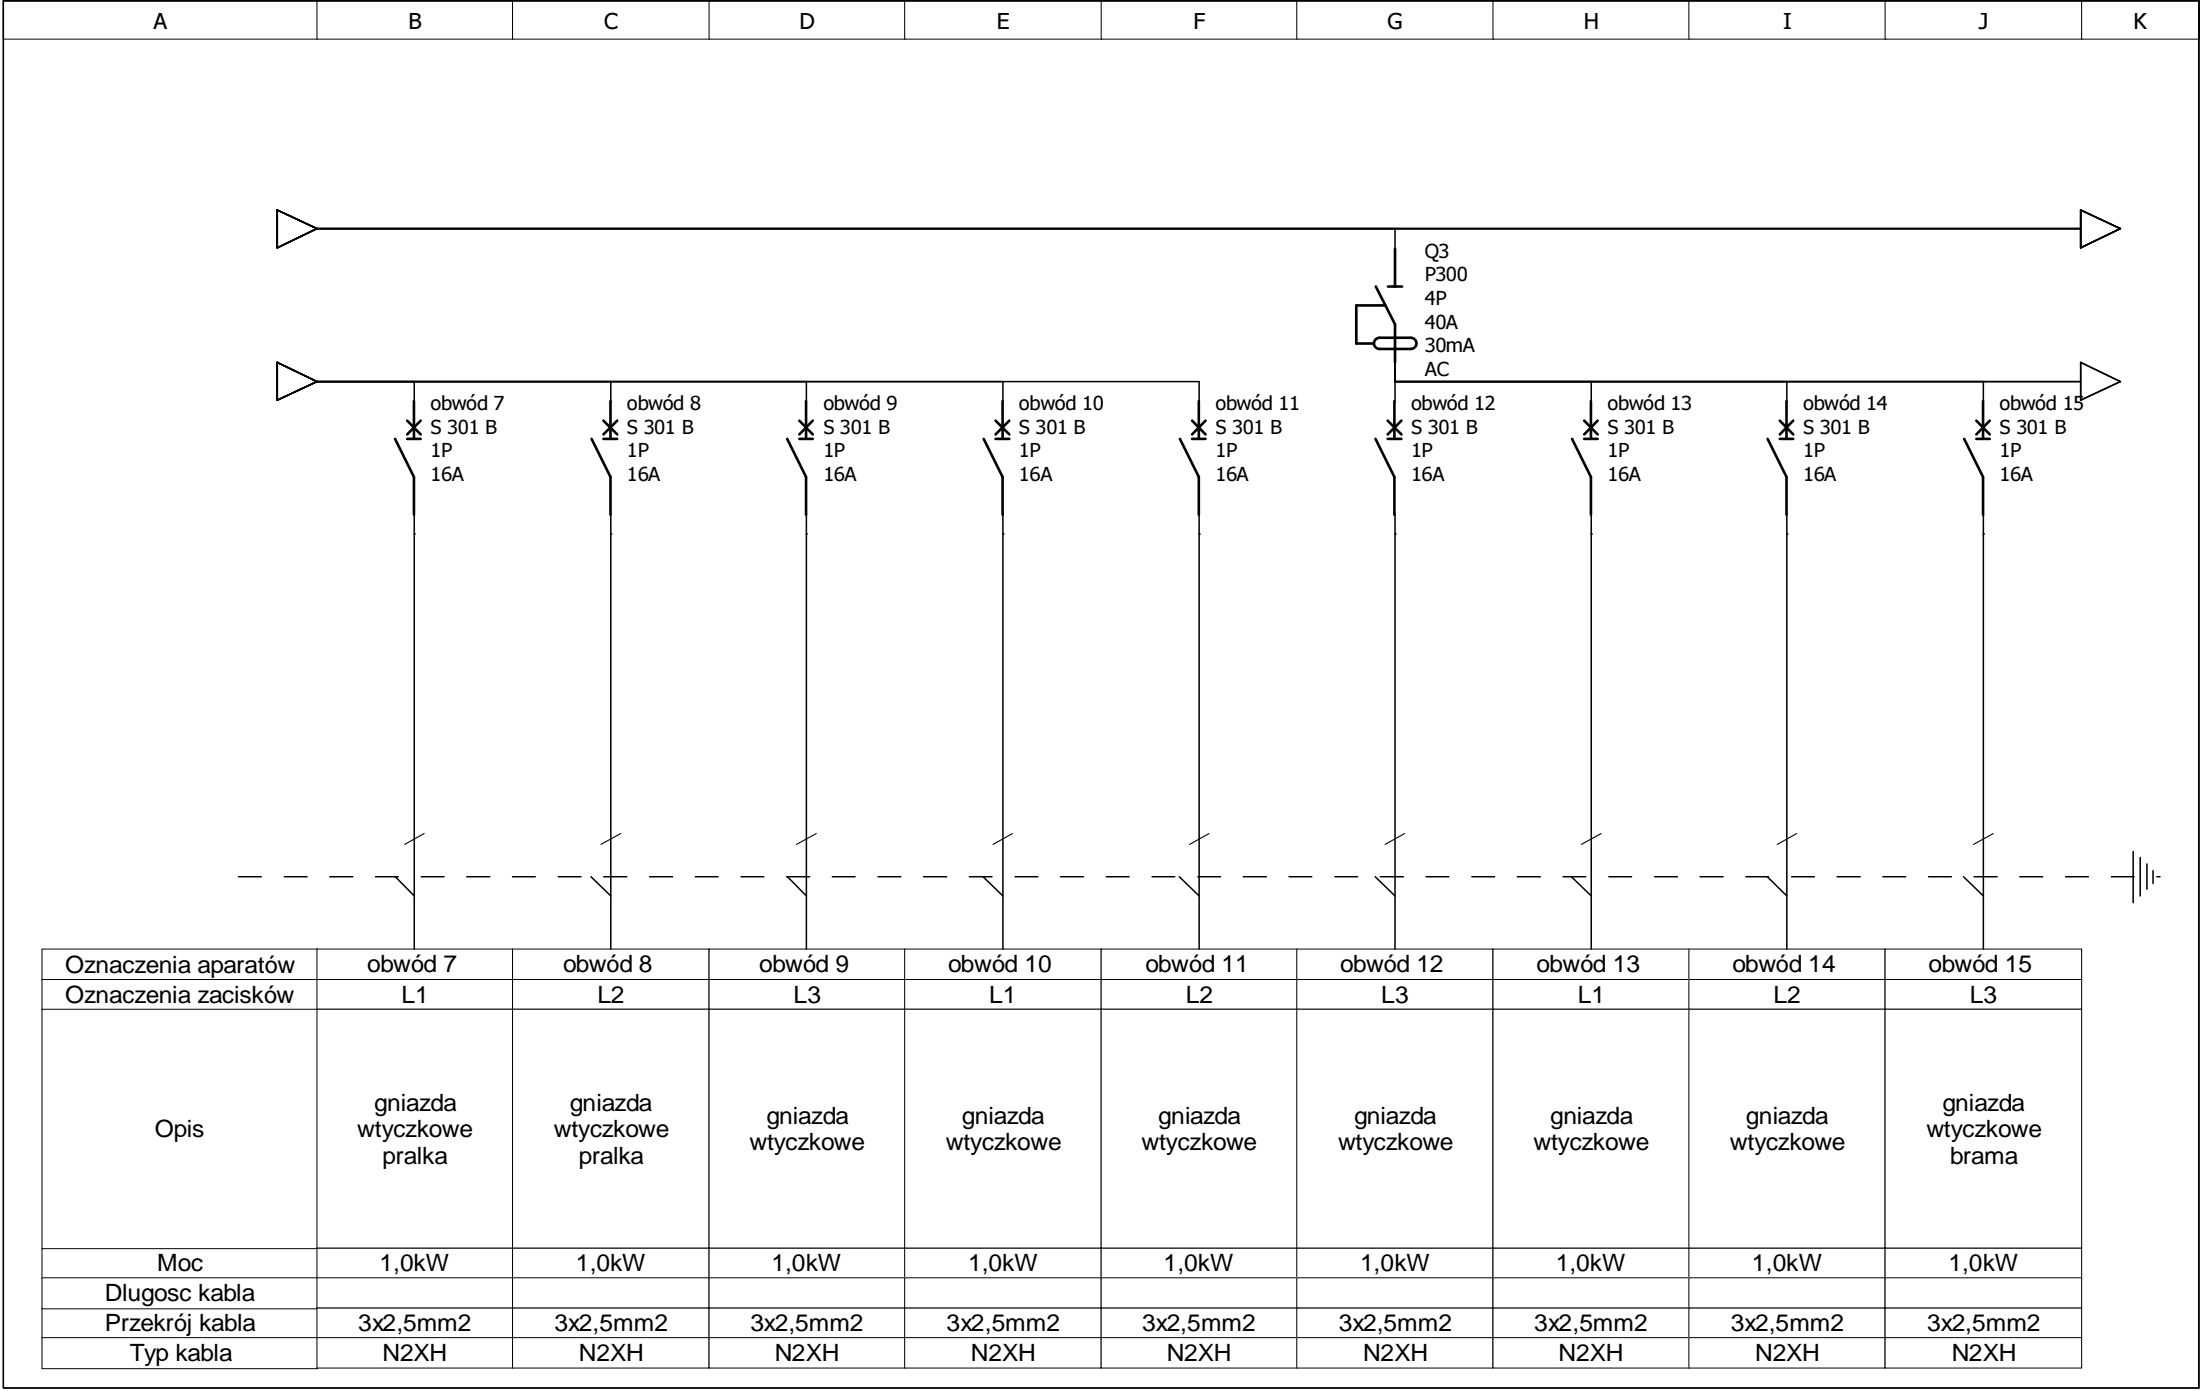 A B C D E F G H I J K
Q3
P300
4P
40A
30mA
AC
obwód 7 obwód 8 obwód 9 obwód 10 obwód 11 obwód 12 obwód 13 obwód 14 obwód 15
S 301 B S 301 B S 301 B S 301 B S 301 B S 301 B S 301 B S 301 B S 301 B
1P 1P 1P 1P 1P 1P 1P 1P 1P
16A 16A 16A 16A 16A 16A 16A 16A 16A
Oznaczenia aparatów obwód 7 obwód 8 obwód 9 obwód 10 obwód 11 obwód 12 obwód 13 obwód 14 obwód 15
Oznaczenia zacisków L1 L2 L3 L1 L2 L3 L1 L2 L3
Opis
gniazda
wtyczkowe
pralka
gniazda
wtyczkowe
pralka
gniazda
wtyczkowe
gniazda
wtyczkowe
gniazda
wtyczkowe
gniazda
wtyczkowe
gniazda
wtyczkowe
gniazda
wtyczkowe
gniazda
wtyczkowe
brama
Moc 1,0kW 1,0kW 1,0kW 1,0kW 1,0kW 1,0kW 1,0kW 1,0kW 1,0kW
Dlugosc kabla
Przekrój kabla 3x2,5mm2 3x2,5mm2 3x2,5mm2 3x2,5mm2 3x2,5mm2 3x2,5mm2 3x2,5mm2 3x2,5mm2 3x2,5mm2
Typ kabla N2XH N2XH N2XH N2XH N2XH N2XH N2XH N2XH N2XH